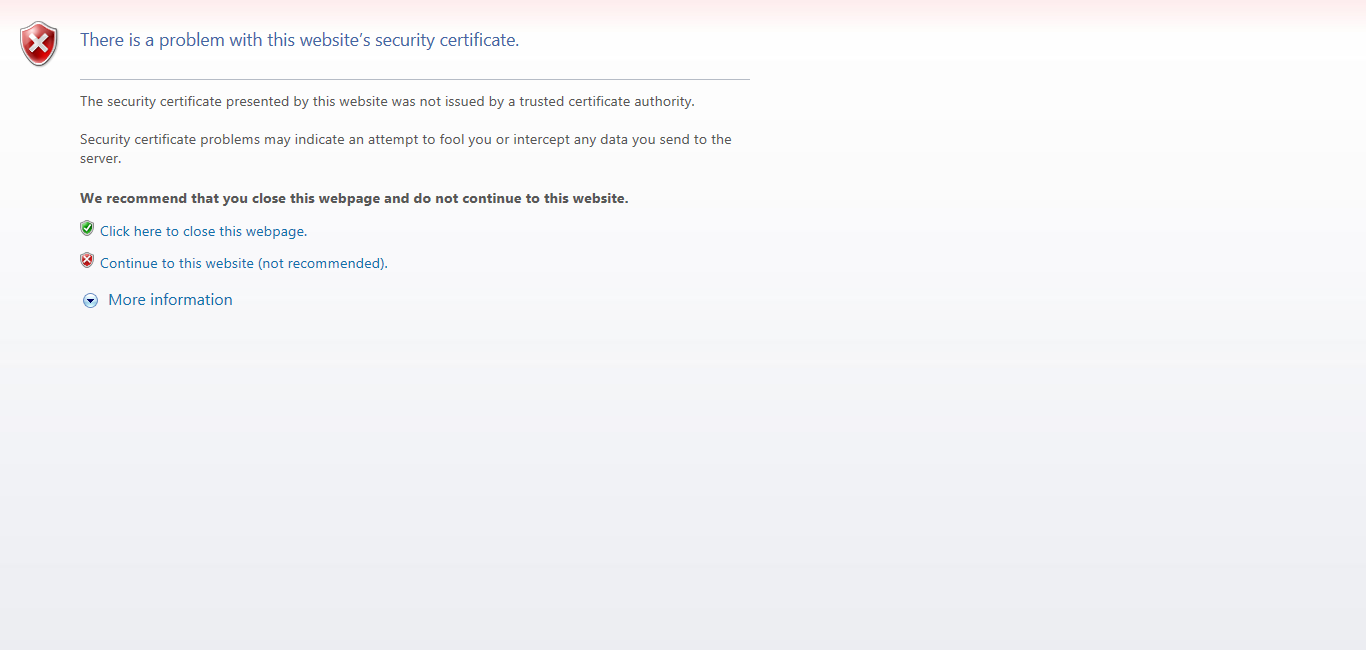 There is a problem with this website’s security certificate.
The security certificate presented by this website was not issued by a trusted certificate authority.
Security certificate problems may indicate an attempt to fool you or intercept any data you send to the
server.
We recommend that you close this webpage and do not continue to this website.
Click here to close this webpage.
Continue to this website (not recommended).
More information